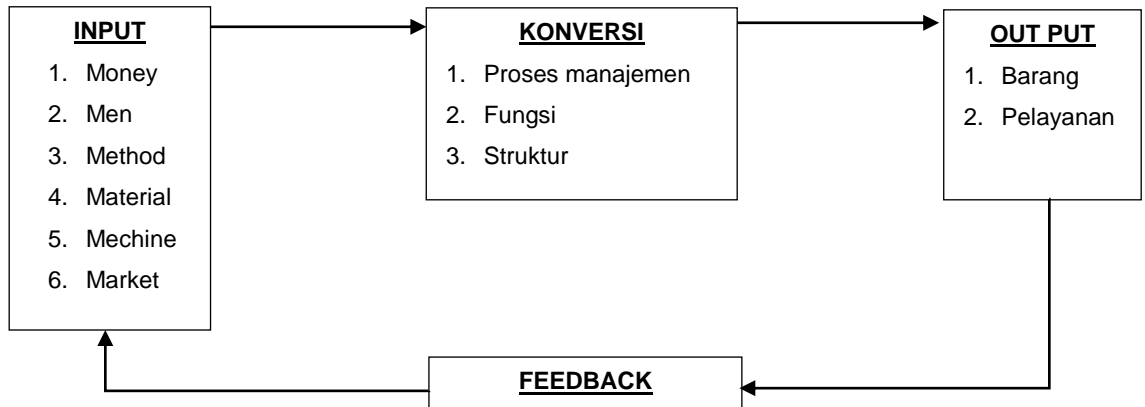 INPUT
1. Money
2. Men
3. Method
4. Material
5. Mechine
6. Market
KONVERSI
1. Proses manajemen
2. Fungsi
3. Struktur
OUT PUT
1. Barang
2. Pelayanan
FEEDBACK